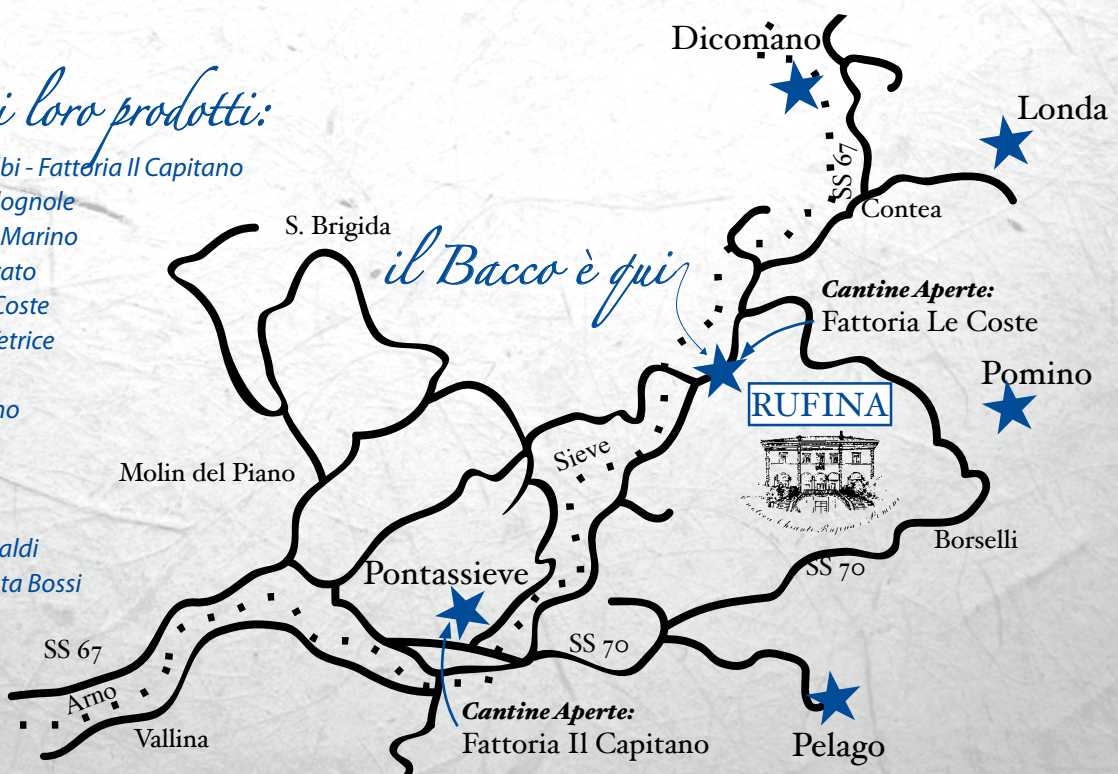 i loro prodotti:
bi - Fattoria Il Capitano
ognole
Marino
ato
Coste
etrice
no
aldi
ta Bossi
Dicomano
Londa
SS 67
Contea
S. Brigida
il Bacco è qui
Cantine Aperte:
Fattoria Le Coste
Pomino
RUFINA
Sieve
Molin del Piano
Borselli
SS 70
Pontassieve
SS 70
SS 67
Arno
Vallina
Cantine Aperte:
Fattoria Il Capitano
Pelago